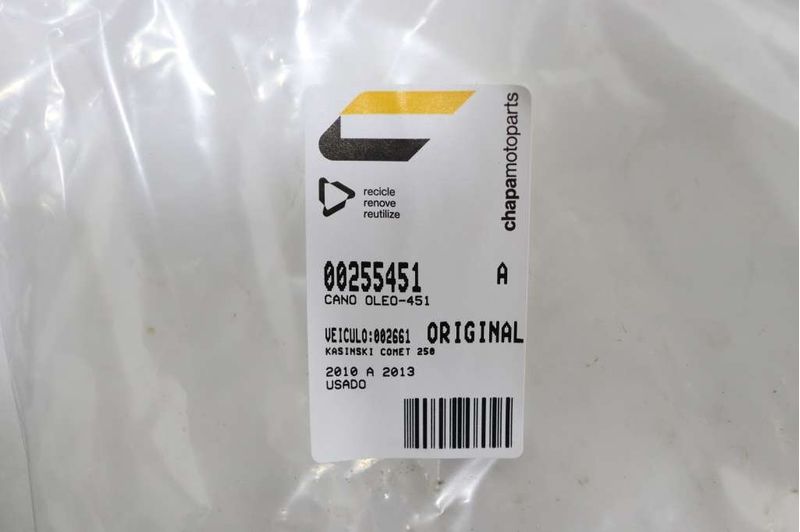 chapamotoparts
recicle
renove
reutilize
00255451 A
CANO OLEO-451
VEICULO:002661 ORIGINAL
KASINSKI COMET 250
2010 A 2013
USADO